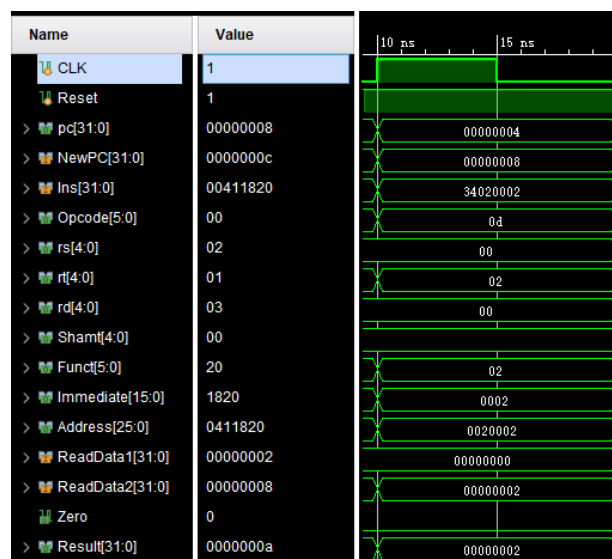 Name Value
10 ns 15 ns
CLK 1
Reset 1
pc[31:0] 00000008 00000004
NewPC[31:0] 0000000c 00000008
Ins[31:0] 00411820 34020002
Opcode[5:0] 00 0d
rs[4:0] 02 00
rt[4:0] 01 02
rd[4:0] 03 00
Shamt[4:0] 00
Funct[5:0] 20 02
Immediate[15:0] 1820 0002
Address[25:0] 0411820 0020002
ReadData1[31:0] 00000002 00000000
ReadData2[31:0] 00000008 00000002
Zero 0
Result[31:0] 0000000a 00000002